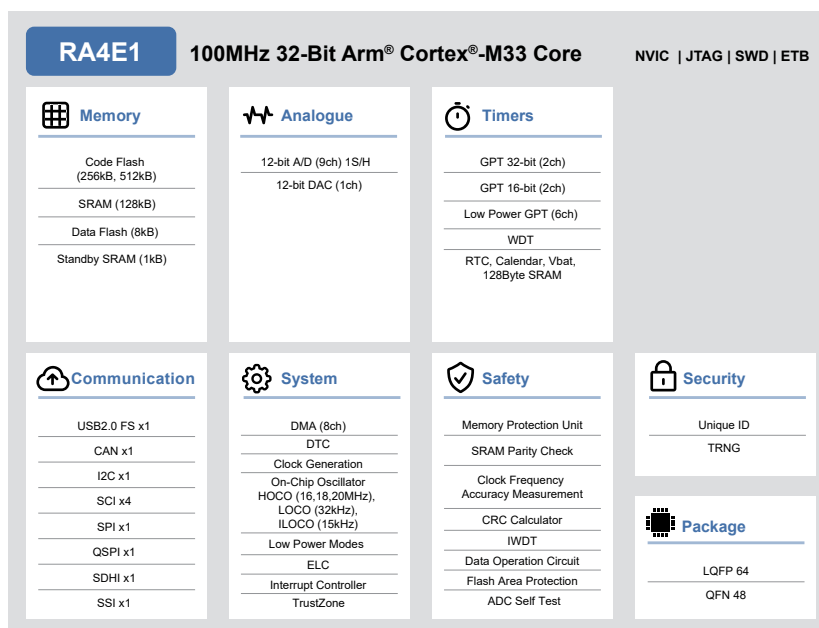 RA4E1
100MHz 32-Bit Arm® Cortex®-M33 Core
NVIC | JTAG | SWD | ETB
Memory
Code Flash
(256kB, 512kB)
SRAM (128kB)
Data Flash (8kB)
Standby SRAM (1kB)
Analogue
12-bit A/D (9ch) 1S/H
12-bit DAC (1ch)
Timers
GPT 32-bit (2ch)
GPT 16-bit (2ch)
Low Power GPT (6ch)
WDT
RTC, Calendar, Vbat,
128Byte SRAM
Communication
USB2.0 FS x1
CAN x1
I2C x1
SCI x4
SPI x1
QSPI x1
SDHI x1
SSI x1
System
DMA (8ch)
DTC
Clock Generation
On-Chip Oscillator
HOCO (16,18,20MHz),
LOCO (32kHz),
ILOCO (15kHz)
Low Power Modes
ELC
Interrupt Controller
TrustZone
Safety
Memory Protection Unit
SRAM Parity Check
Clock Frequency
Accuracy Measurement
CRC Calculator
IWDT
Data Operation Circuit
Flash Area Protection
ADC Self Test
Security
Unique ID
TRNG
Package
LQFP 64
QFN 48